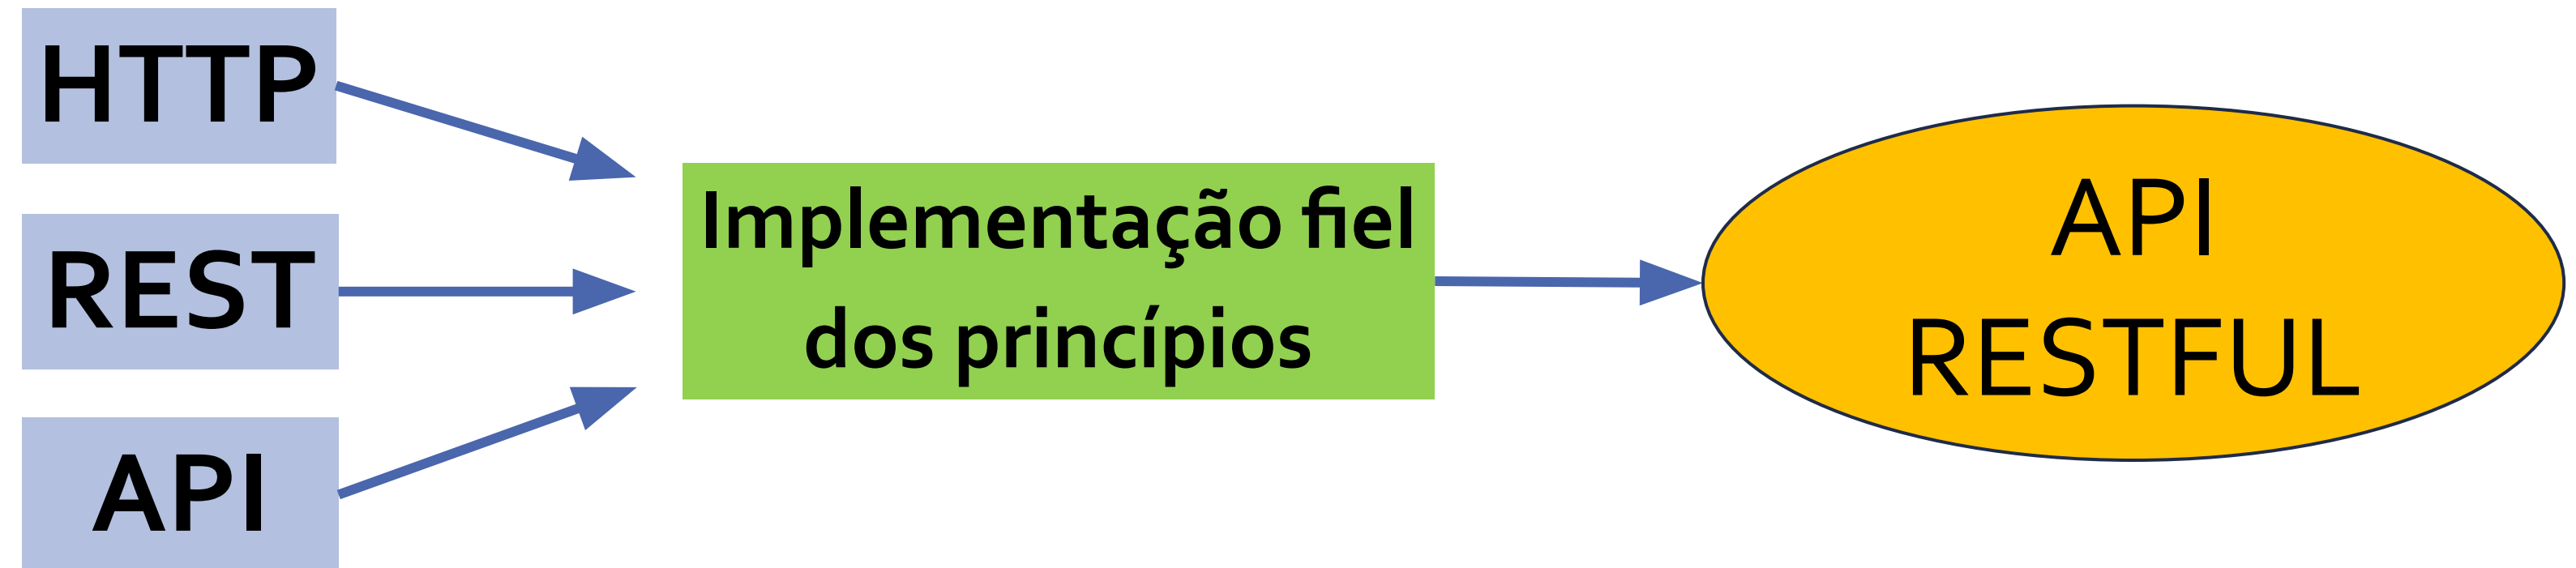 HTTP
REST
API
Implementação fiel
dos princípios
API
RESTFUL